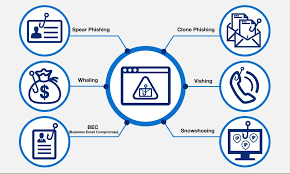 Spear Phishing
Clone Phishing
Whaling
Vishing
BEC
(Business Email Compromise)
Snowshoeing